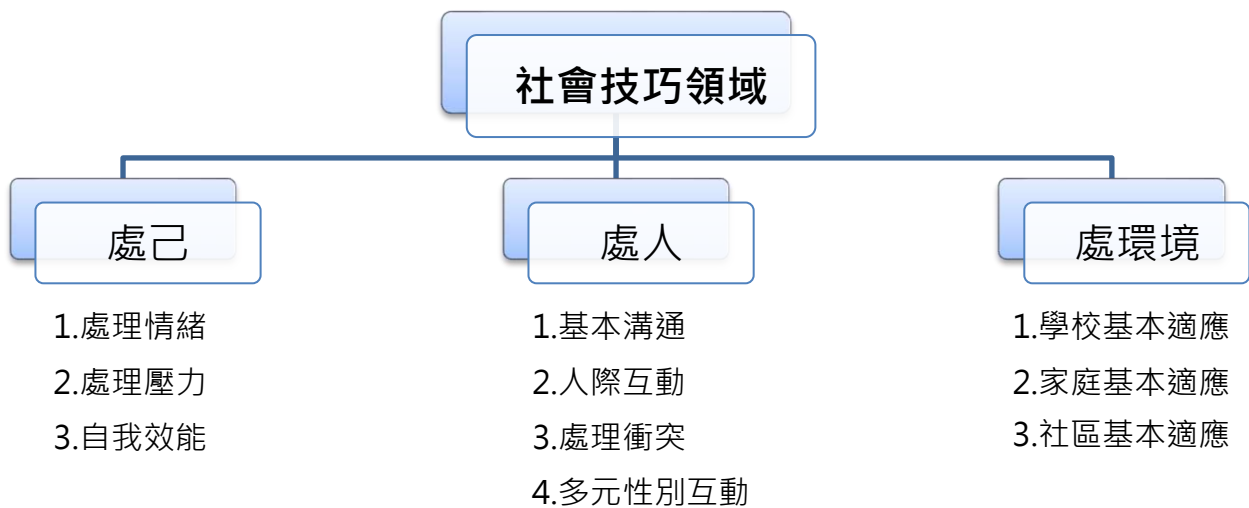 社會技巧領域
處己
1.處理情緒
2.處理壓力
3.自我效能
處人
1.基本溝通
2.人際互動
3.處理衝突
4.多元性別互動
處環境
1.學校基本適應
2.家庭基本適應
3.社區基本適應